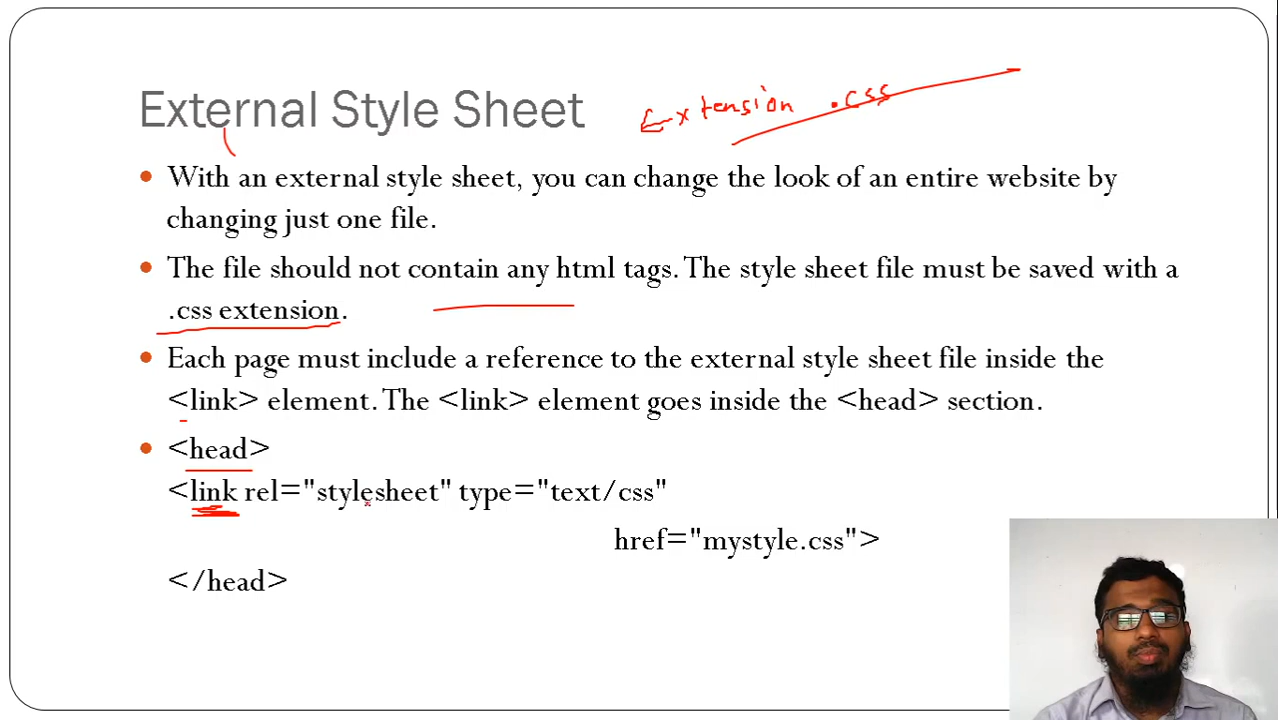 External Style Sheet
Extension .css
With an external style sheet, you can change the look of an entire website by
changing just one file.
The file should not contain any html tags. The style sheet file must be saved with a
.css extension.
Each page must include a reference to the external style sheet file inside the
<link> element. The <link> element goes inside the <head> section.
<head>
<link rel="stylesheet" type="text/css"
href="mystyle.css">
</head>